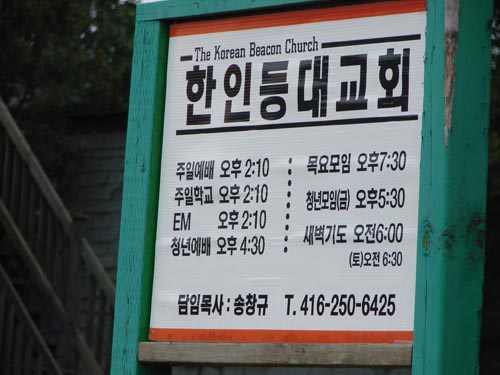 The Korean Beacon Church
한인등대교회
주일예배 오후 2:10
주일학교 오후 2:10
EM 오후 2:10
청년예배 오후 4:30
목요모임 오후7:30
청년모임(금) 오후5:30
새벽기도 오전6:00
(토)오전 6:30
담임목사 : 송창규 T. 416-250-6425